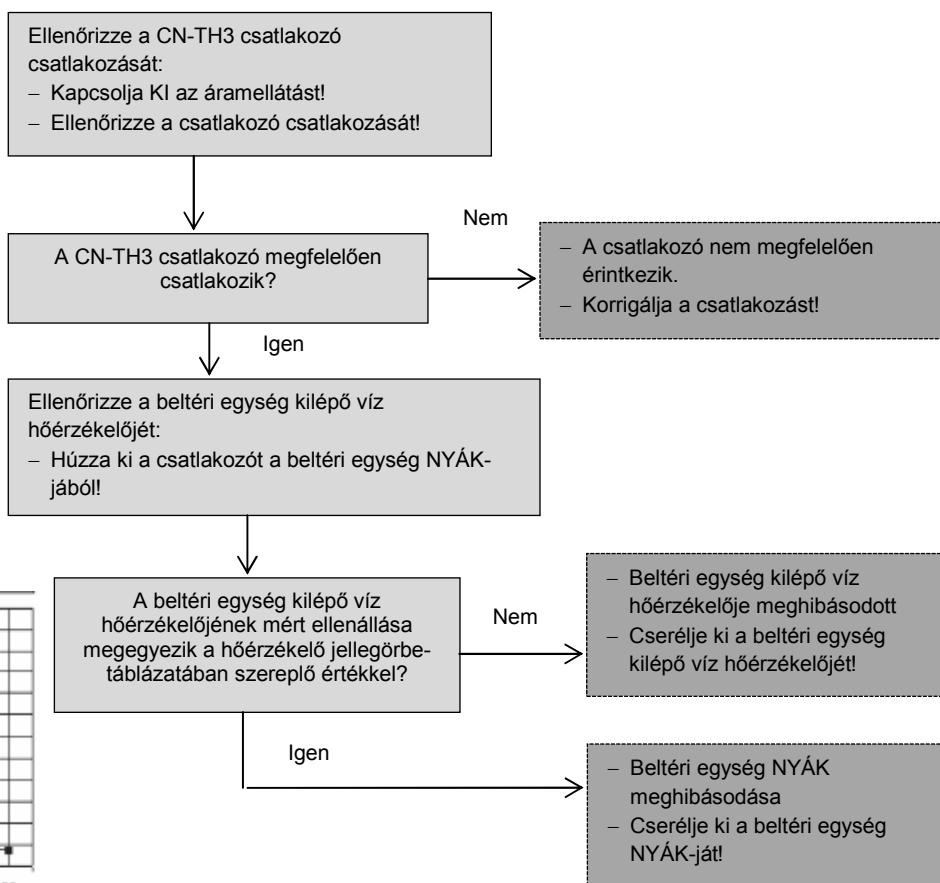 Ellenőrizze a CN-TH3 csatlakozó
csatlakozását:
– Kapcsolja KI az áramellátást!
– Ellenőrizze a csatlakozó csatlakozását!
A CN-TH3 csatlakozó megfelelően
csatlakozik?
Nem
– A csatlakozó nem megfelelően
érintkezik.
– Korrigálja a csatlakozást!
Igen
Ellenőrizze a beltéri egység kilépő víz
hőérzékelőjét:
– Húzza ki a csatlakozót a beltéri egység NYÁK-
jából!
A beltéri egység kilépő víz
hőérzékelőjének mért ellenállása
megegyezik a hőérzékelő jellegörbe-
táblázatában szereplő értékkel?
Nem
– Beltéri egység kilépő víz
hőérzékelője meghibásodott
– Cserélje ki a beltéri egység
kilépő víz hőérzékelőjét!
Igen
– Beltéri egység NYÁK
meghibásodása
– Cserélje ki a beltéri egység
NYÁK-ját!